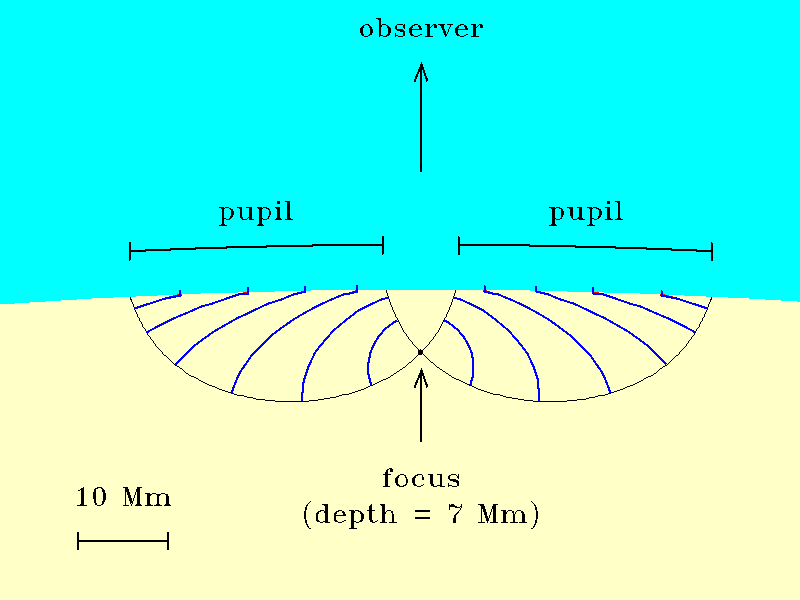 observer
pupil
pupil
focus
(depth = 7 Mm)
10 Mm